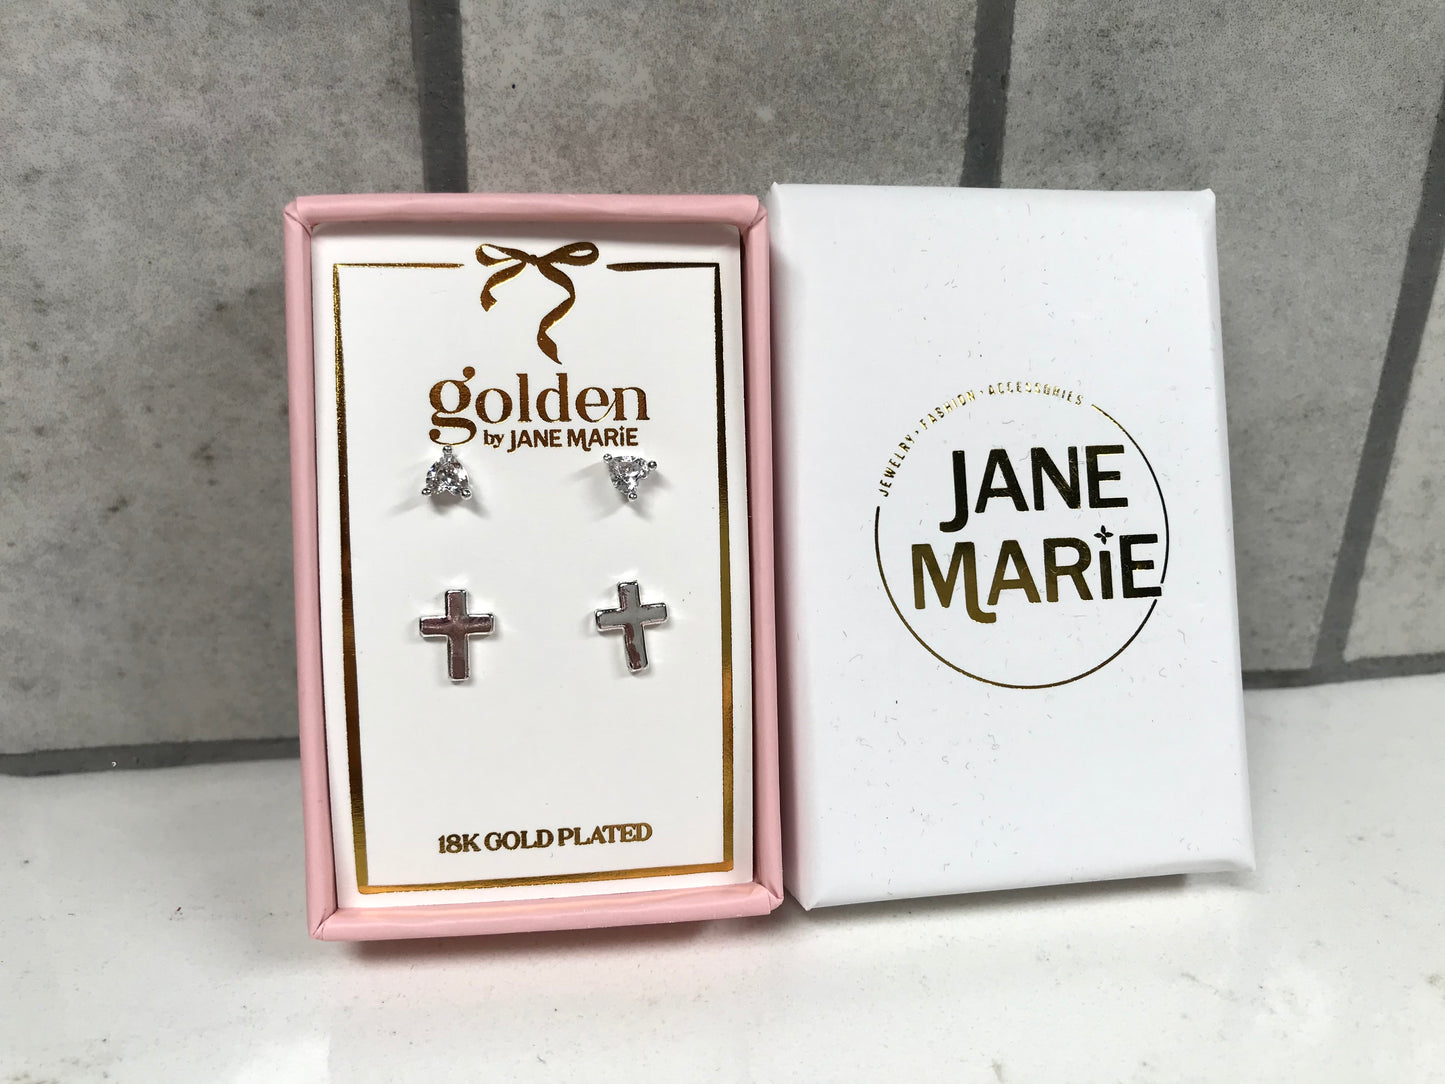 golden
by JANE MARiE
18K GOLD PLATED
JEWELRY · FASHION · ACCESSORIES
JANE
MARiE